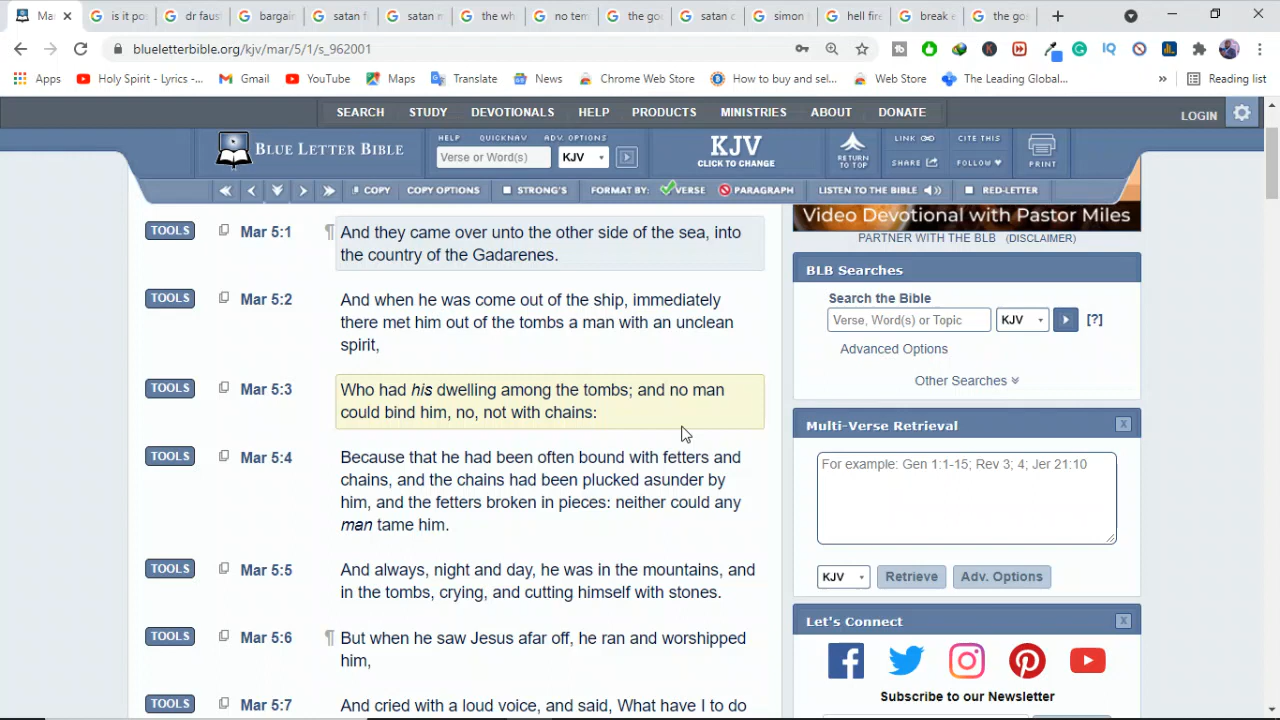 Ma
is it po
dr faus
bargain
satan f
satan n
the wh
no tem
the go
satan c
simon
hell fire
break e
the go
blueletterbible.org/kjv/mar/5/1/s_962001
Apps
Holy Spirit - Lyrics -...
Gmail
YouTube
Maps
Translate
News
Chrome Web Store
How to buy and sel...
Web Store
The Leading Global...
»
Reading list
SEARCH
STUDY
DEVOTIONALS
HELP
PRODUCTS
MINISTRIES
ABOUT
DONATE
LOGIN
BLUE LETTER BIBLE
HELP QUICKNAV ADV. OPTIONS
Verse or Word(s)
KJV
KJV
CLICK TO CHANGE
RETURN
TO TOP
LINK
SHARE
CITE THIS
FOLLOW
PRINT
COPY
COPY OPTIONS
STRONG'S
FORMAT BY:
VERSE
PARAGRAPH
LISTEN TO THE BIBLE
RED-LETTER
TOOLS
Mar 5:1
¶
And they came over unto the other side of the sea, into
the country of the Gadarenes.
TOOLS
Mar 5:2
And when he was come out of the ship, immediately
there met him out of the tombs a man with an unclean
spirit,
TOOLS
Mar 5:3
Who had his dwelling among the tombs; and no man
could bind him, no, not with chains:
TOOLS
Mar 5:4
Because that he had been often bound with fetters and
chains, and the chains had been plucked asunder by
him, and the fetters broken in pieces: neither could any
man tame him.
TOOLS
Mar 5:5
And always, night and day, he was in the mountains, and
in the tombs, crying, and cutting himself with stones.
TOOLS
Mar 5:6
¶
But when he saw Jesus afar off, he ran and worshipped
him,
TOOLS
Mar 5:7
And cried with a loud voice, and said, What have I to do
Video Devotional with Pastor Miles
PARTNER WITH THE BLB (DISCLAIMER)
BLB Searches
Search the Bible
Verse, Word(s) or Topic
KJV
[?]
Advanced Options
Other Searches
Multi-Verse Retrieval
X
For example: Gen 1:1-15; Rev 3; 4; Jer 21:10
KJV
Retrieve
Adv. Options
Let's Connect
X
Subscribe to our Newsletter